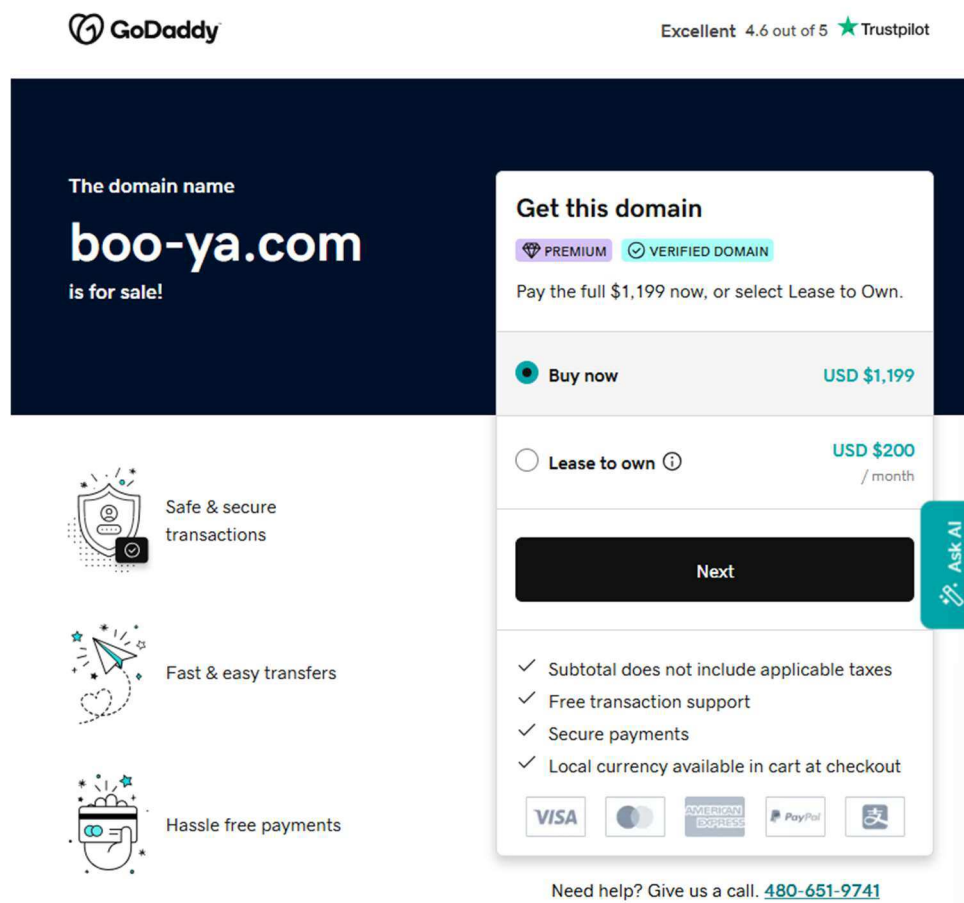 GoDaddy
Excellent 4.6 out of 5 Trustpilot
The domain name
boo-ya.com
is for sale!
Get this domain
PREMIUM VERIFIED DOMAIN
Pay the full $1,199 now, or select Lease to Own.
Buy now USD $1,199
Lease to own USD $200
/ month
Next
Safe & secure
transactions
Fast & easy transfers
Hassle free payments
Subtotal does not include applicable taxes
Free transaction support
Secure payments
Local currency available in cart at checkout
VISA AMERICAN EXPRESS PayPal 支
Need help? Give us a call. 480-651-9741
Ask AI